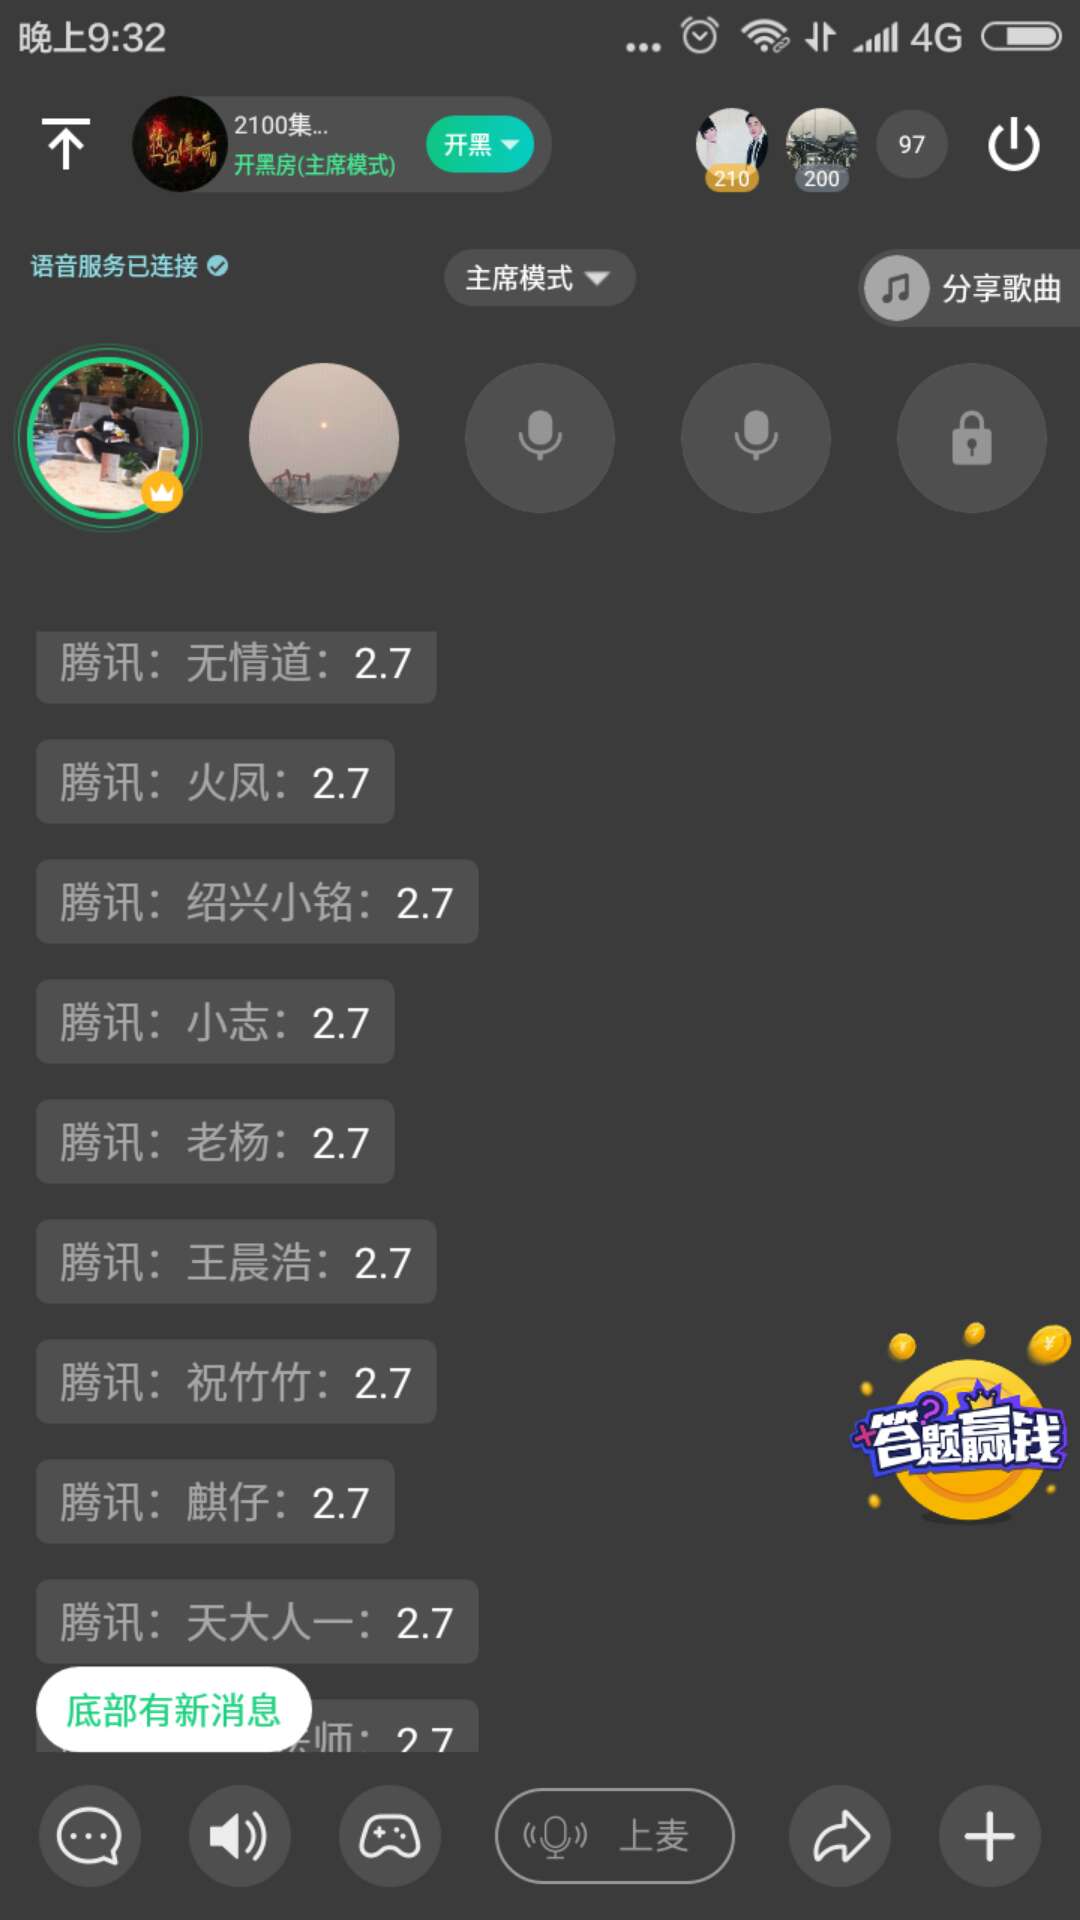 晚上9:32
4G
热血传奇
2100集...
开黑房(主席模式)
开黑
210
200
97
语音服务已连接
主席模式
分享歌曲
腾讯：无情道：2.7
腾讯：火凤：2.7
腾讯：绍兴小铭：2.7
腾讯：小志：2.7
腾讯：老杨：2.7
腾讯：王晨浩：2.7
腾讯：祝竹竹：2.7
腾讯：麒仔：2.7
答题赢钱
腾讯：天大人一：2.7
底部有新消息
师：2.7
上麦